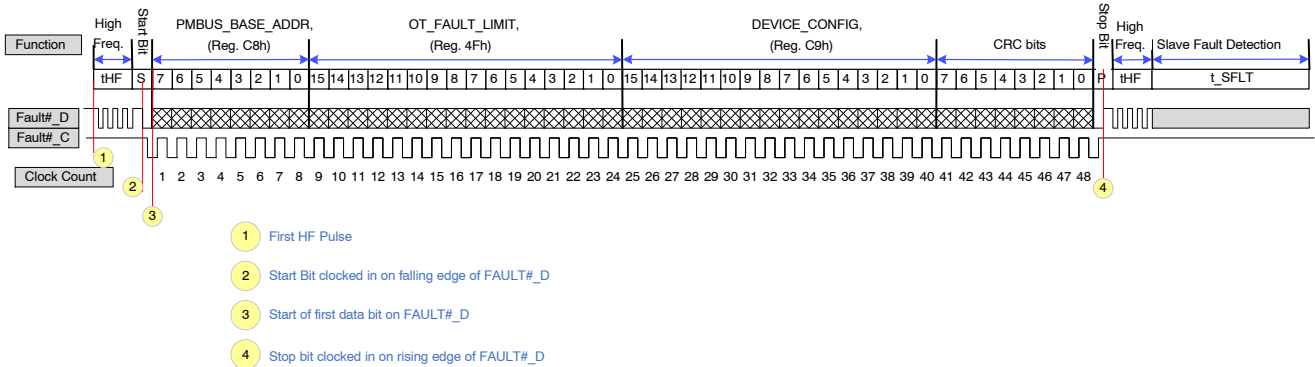 High
Freq.
Start Bit
PMBUS_BASE_ADDR,
(Reg. C8h)
OT_FAULT_LIMIT,
(Reg. 4Fh)
DEVICE_CONFIG,
(Reg. C9h)
CRC bits
Stop Bit
High
Freq.
Slave Fault Detection
Function
tHF S 7 6 5 4 3 2 1 0 15 14 13 12 11 10 9 8 7 6 5 4 3 2 1 0 15 14 13 12 11 10 9 8 7 6 5 4 3 2 1 0 7 6 5 4 3 2 1 0 P tHF t_SFLT
Fault#_D
Fault#_C
1
Clock Count
2
1 2 3 4 5 6 7 8 9 10 11 12 13 14 15 16 17 18 19 20 21 22 23 24 25 26 27 28 29 30 31 32 33 34 35 36 37 38 39 40 41 42 43 44 45 46 47 48
4
3
1 First HF Pulse
2 Start Bit clocked in on falling edge of FAULT#_D
3 Start of first data bit on FAULT#_D
4 Stop bit clocked in on rising edge of FAULT#_D